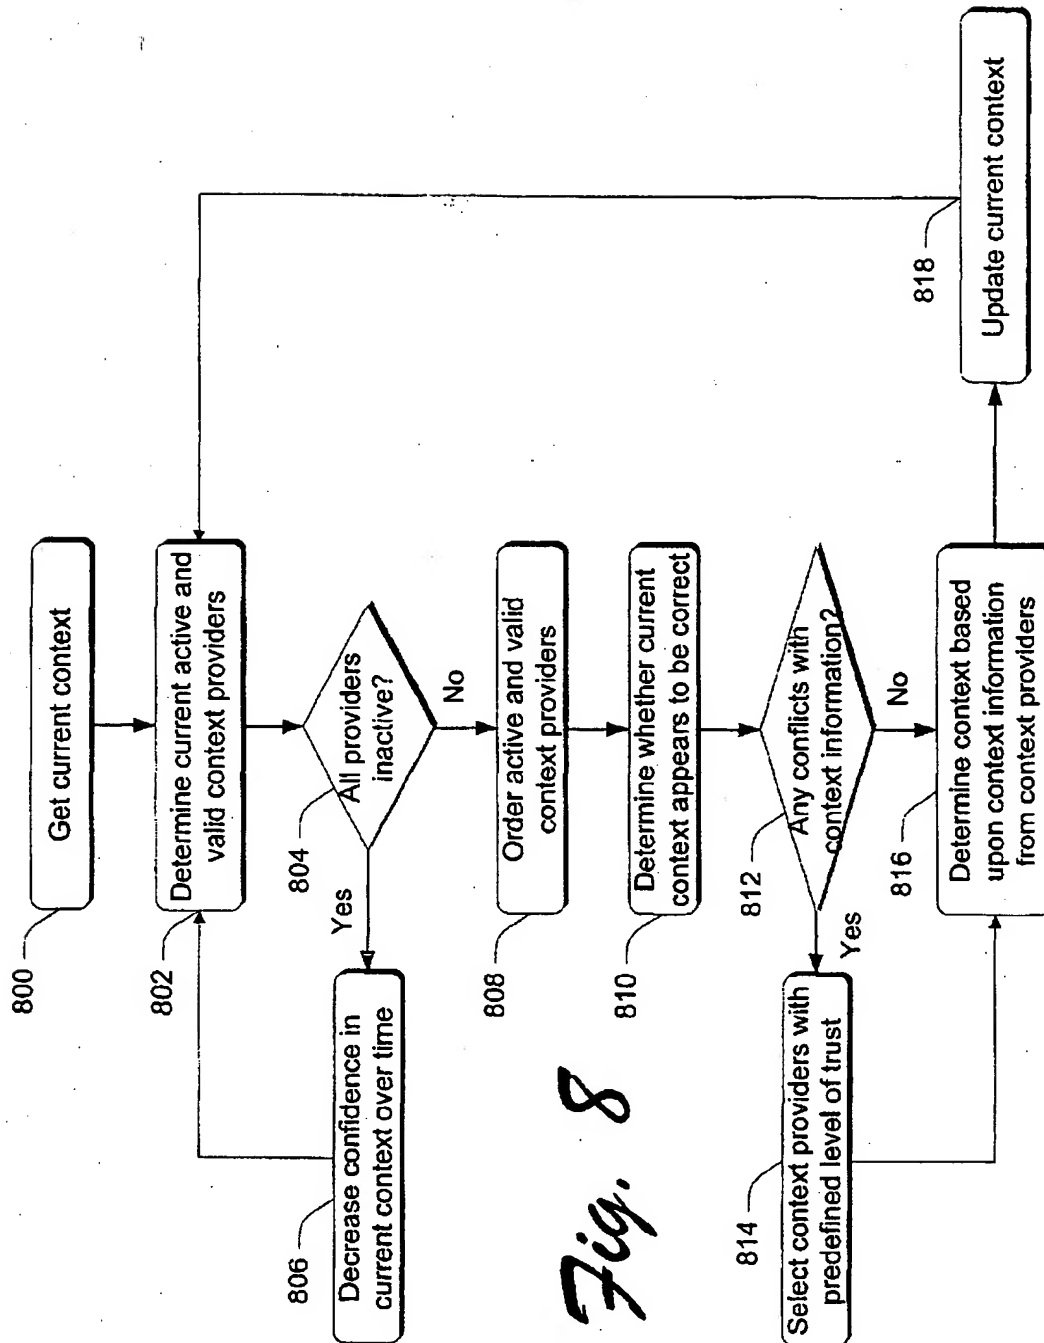 800
Get current context
802
Determine current active and
valid context providers
804
All providers
inactive?
Yes
No
806
Decrease confidence in
current context over time
808
Order active and valid
context providers
810
Determine whether current
context appears to be correct
812
Any conflicts with
context information?
Yes
No
814
Select context providers with
predefined level of trust
816
Determine context based
upon context information
from context providers
818
Update current context
Fig. 8